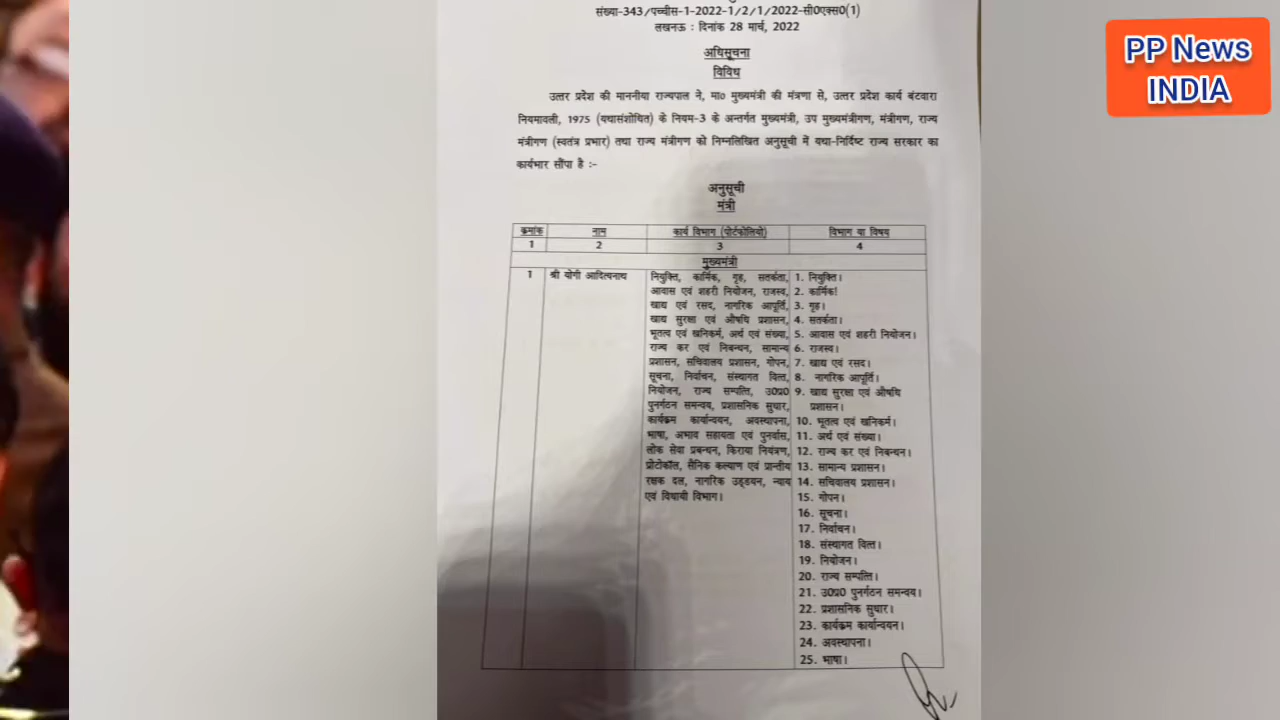 संख्या-343/पच्चीस-1-2022-1/2/1/2022-सी0एक्स0(1)
लखनऊ : दिनांक 28 मार्च, 2022
अधिसूचना
विविध
उत्तर प्रदेश की माननीया राज्यपाल ने, मा० मुख्यमंत्री की मंत्रणा से, उत्तर प्रदेश कार्य बंटवारा
नियमावली, 1975 (यथासंशोधित) के नियम-3 के अन्तर्गत मुख्यमंत्री, उप मुख्यमंत्रीगण, मंत्रीगण, राज्य
मंत्रीगण (स्वतंत्र प्रभार) तथा राज्य मंत्रीगण को निम्नलिखित अनुसूची में यथा-निर्दिष्ट राज्य सरकार का
कार्यभार सौंपा है :-
अनुसूची
मंत्री
क्रमांक नाम कार्य विभाग (पोर्टफोलियो) विभाग या विषय
1 2 3 4
मुख्यमंत्री
1 श्री योगी आदित्यनाथ
नियुक्ति, कार्मिक, गृह, सतर्कता,
आवास एवं शहरी नियोजन, राजस्व,
खाद्य एवं रसद, नागरिक आपूर्ति,
खाद्य सुरक्षा एवं औषधि प्रशासन,
भूतत्व एवं खनिकर्म, अर्थ एवं संख्या,
राज्य कर एवं निबन्धन, सामान्य
प्रशासन, सचिवालय प्रशासन, गोपन,
सूचना, निर्वाचन, संस्थागत वित्त,
नियोजन, राज्य सम्पत्ति, उ0प्र0
पुनर्गठन समन्वय, प्रशासनिक सुधार,
कार्यक्रम कार्यान्वयन, अवस्थापना,
भाषा, अभाव सहायता एवं पुनर्वास,
लोक सेवा प्रबन्धन, किराया नियंत्रण,
प्रोटोकॉल, सैनिक कल्याण एवं प्रान्तीय
रक्षक दल, नागरिक उड्डयन, न्याय
एवं विधायी विभाग।
1. नियुक्ति।
2. कार्मिक।
3. गृह।
4. सतर्कता।
5. आवास एवं शहरी नियोजन।
6. राजस्व।
7. खाद्य एवं रसद।
8. नागरिक आपूर्ति।
9. खाद्य सुरक्षा एवं औषधि
प्रशासन।
10. भूतत्व एवं खनिकर्म।
11. अर्थ एवं संख्या।
12. राज्य कर एवं निबन्धन।
13. सामान्य प्रशासन।
14. सचिवालय प्रशासन।
15. गोपन।
16. सूचना।
17. निर्वाचन।
18. संस्थागत वित्त।
19. नियोजन।
20. राज्य सम्पत्ति।
21. उ0प्र0 पुनर्गठन समन्वय।
22. प्रशासनिक सुधार।
23. कार्यक्रम कार्यान्वयन।
24. अवस्थापना।
25. भाषा।
PP News
INDIA